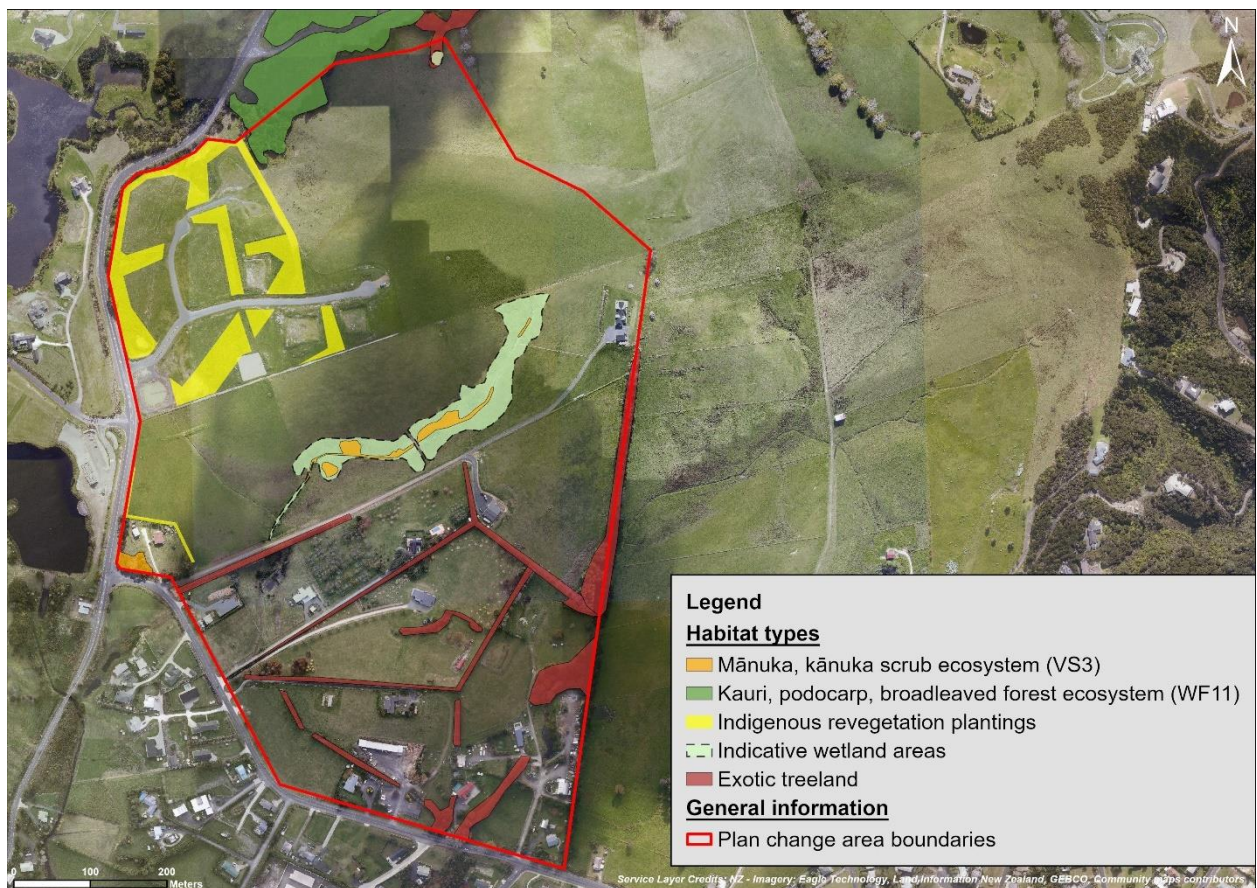 N
Legend
Habitat types
Mānuka, kānuka scrub ecosystem (VS3)
Kauri, podocarp, broadleaved forest ecosystem (WF11)
Indigenous revegetation plantings
Indicative wetland areas
Exotic treeland
General information
Plan change area boundaries
0 100 200
Meters
Service Layer Credits: NZ - Imagery: Eagle Technology, Land Information New Zealand, GEBCO, Community maps contributors